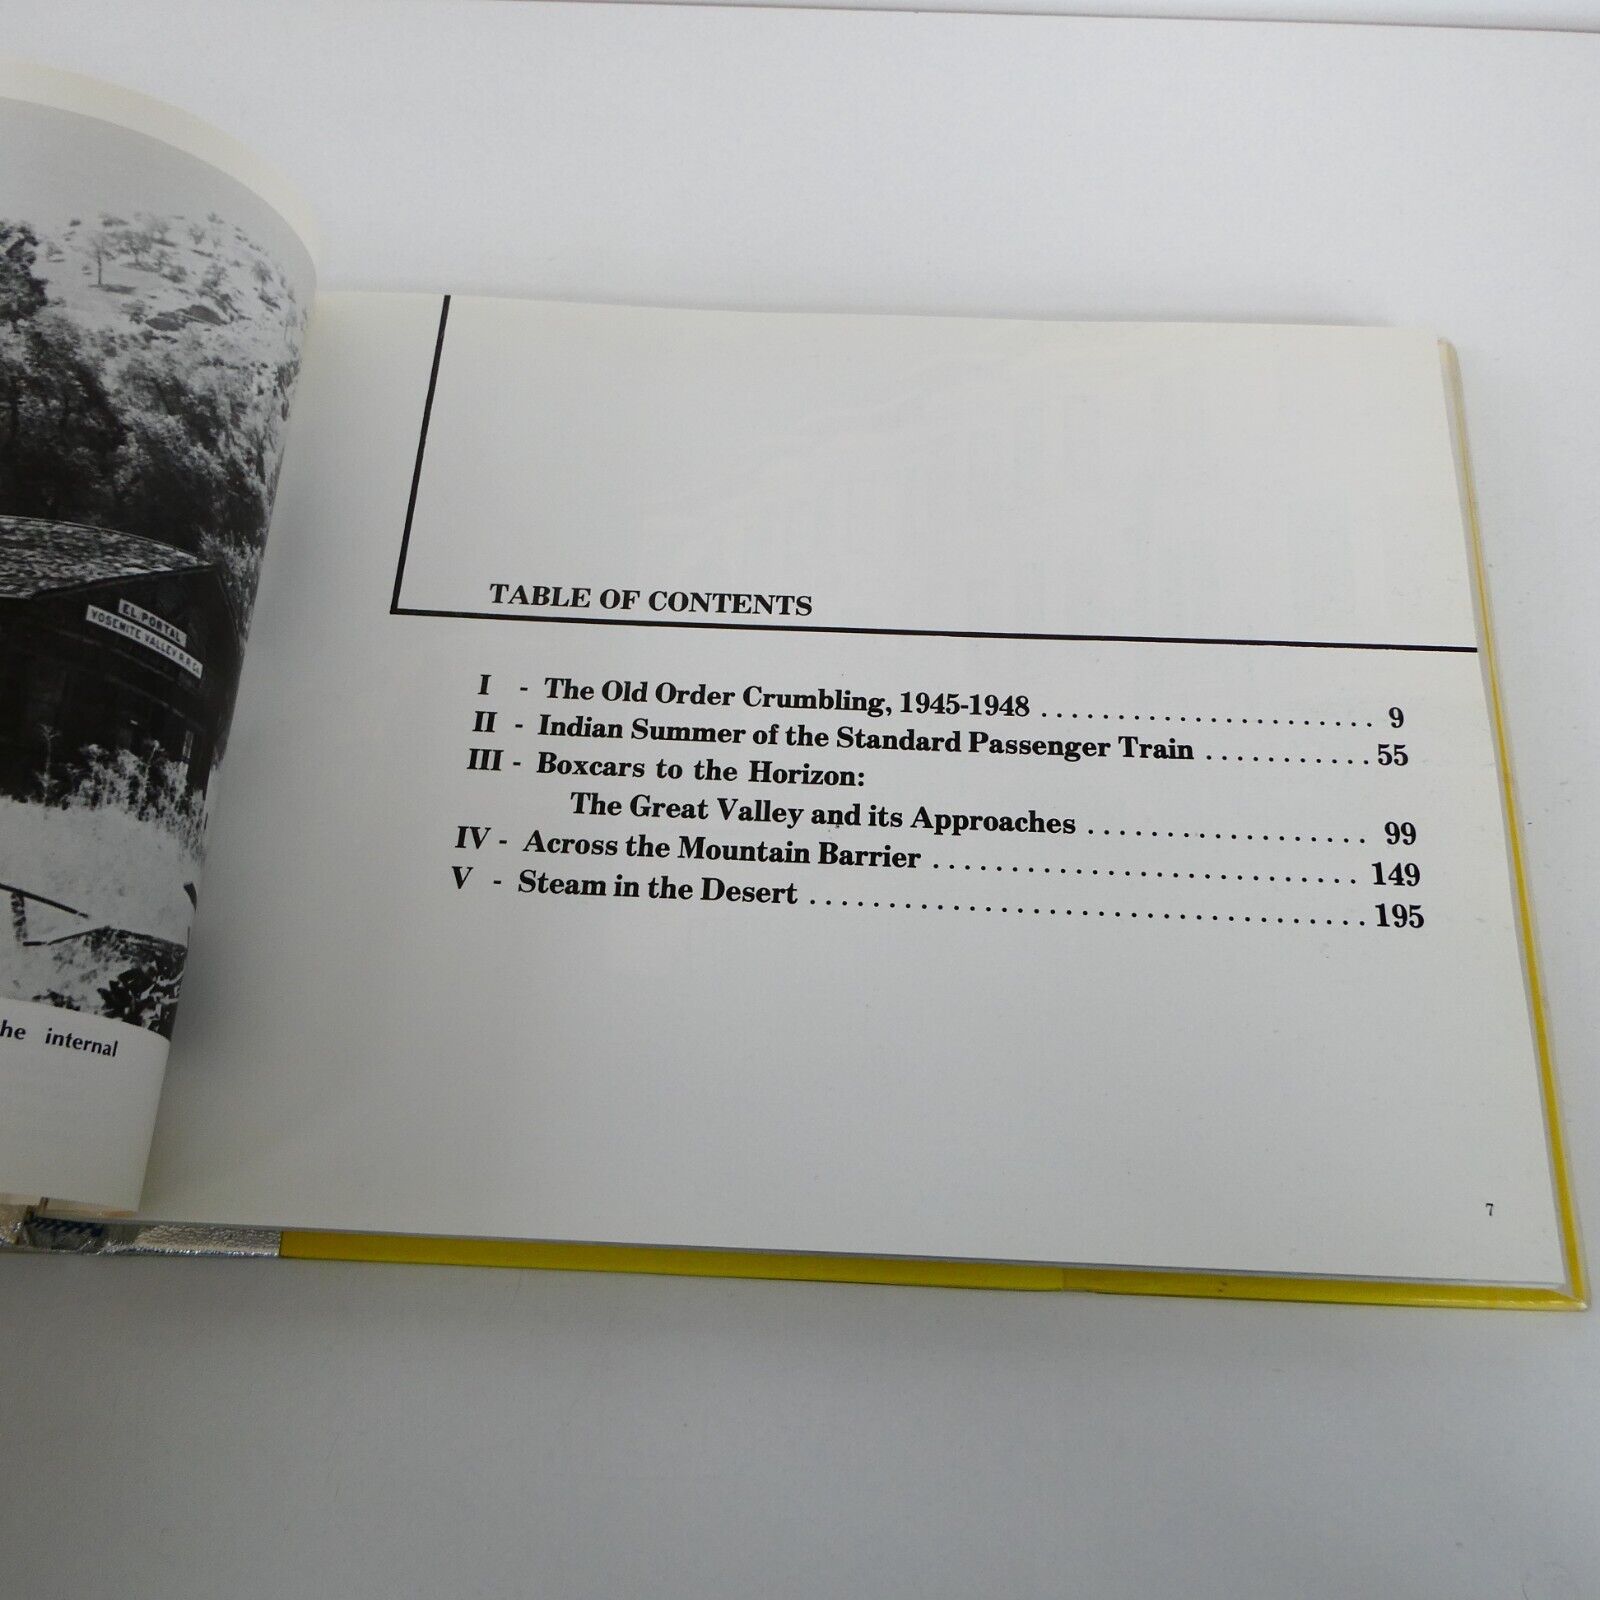 EL PORTAL
YOSEMITE VALLEY R.R. Co.
he internal
TABLE OF CONTENTS
I - The Old Order Crumbling, 1945-1948 ...................... 9
II - Indian Summer of the Standard Passenger Train ........... 55
III - Boxcars to the Horizon:
The Great Valley and its Approaches ................... 99
IV - Across the Mountain Barrier ............................ 149
V - Steam in the Desert .................................... 195
7